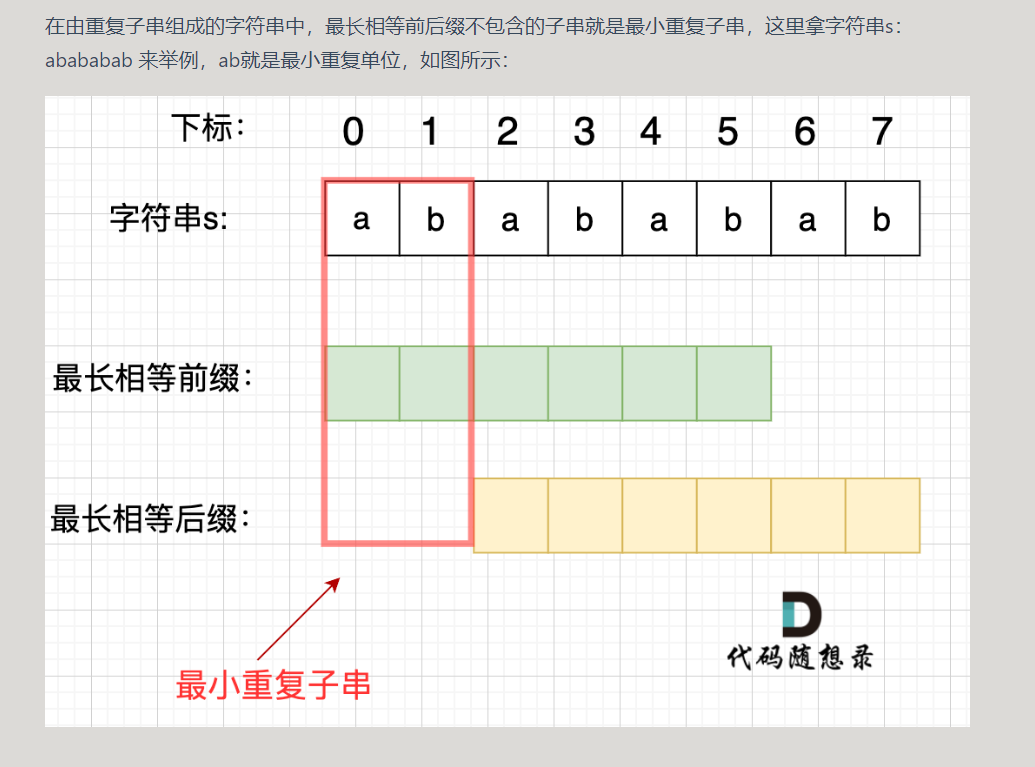 在由重复子串组成的字符串中，最长相等前后缀不包含的子串就是最小重复子串，这里拿字符串s：
abababab 来举例，ab就是最小重复单位，如图所示：
下标： 0 1 2 3 4 5 6 7
字符串s: a b a b a b a b
最长相等前缀：
最长相等后缀：
最小重复子串
代码随想录